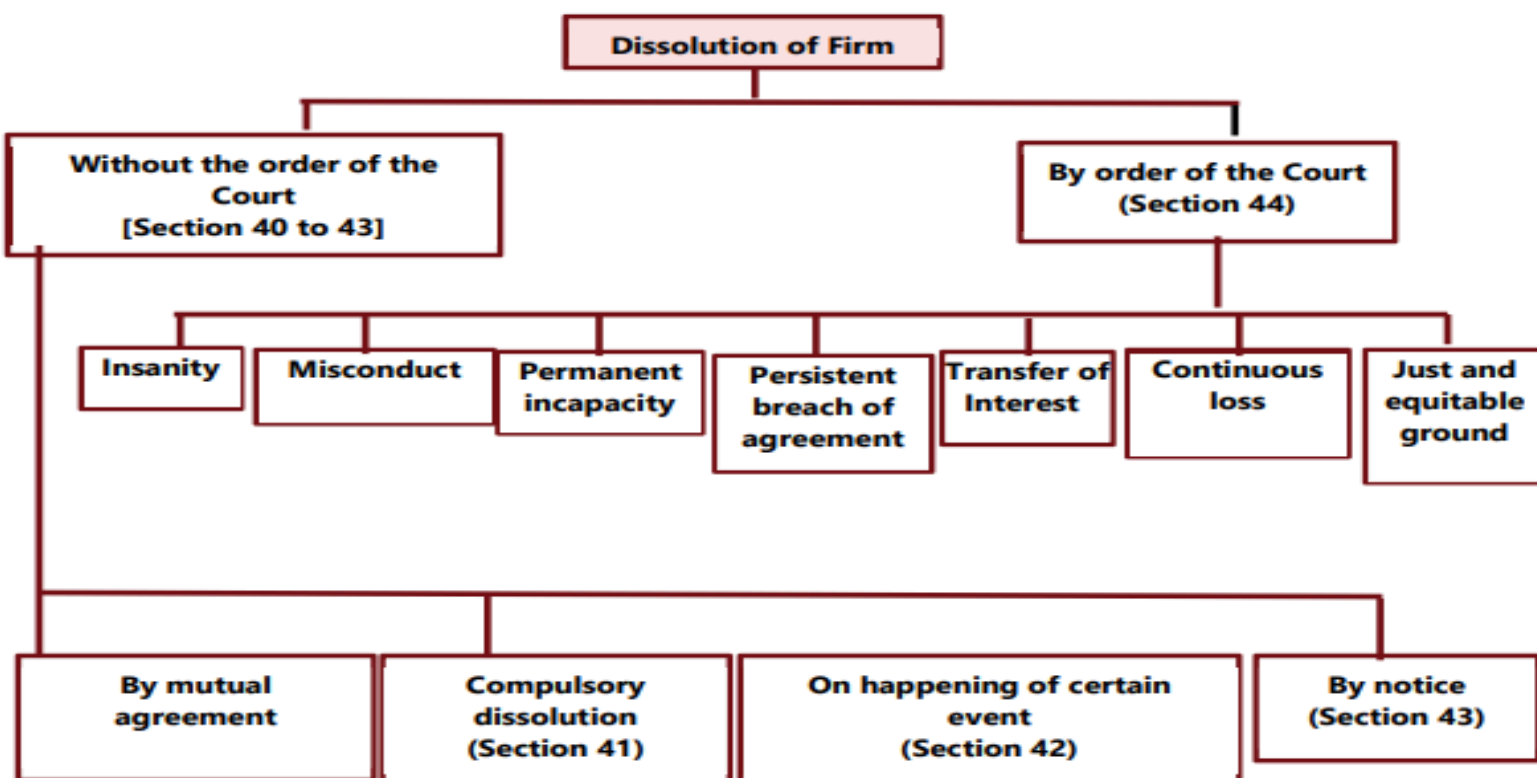 Dissolution of Firm
Without the order of the
Court
[Section 40 to 43]
By order of the Court
(Section 44)
Insanity
Misconduct
Permanent
incapacity
Persistent
breach of
agreement
Transfer of
Interest
Continuous
loss
Just and
equitable
ground
By mutual
agreement
Compulsory
dissolution
(Section 41)
On happening of certain
event
(Section 42)
By notice
(Section 43)